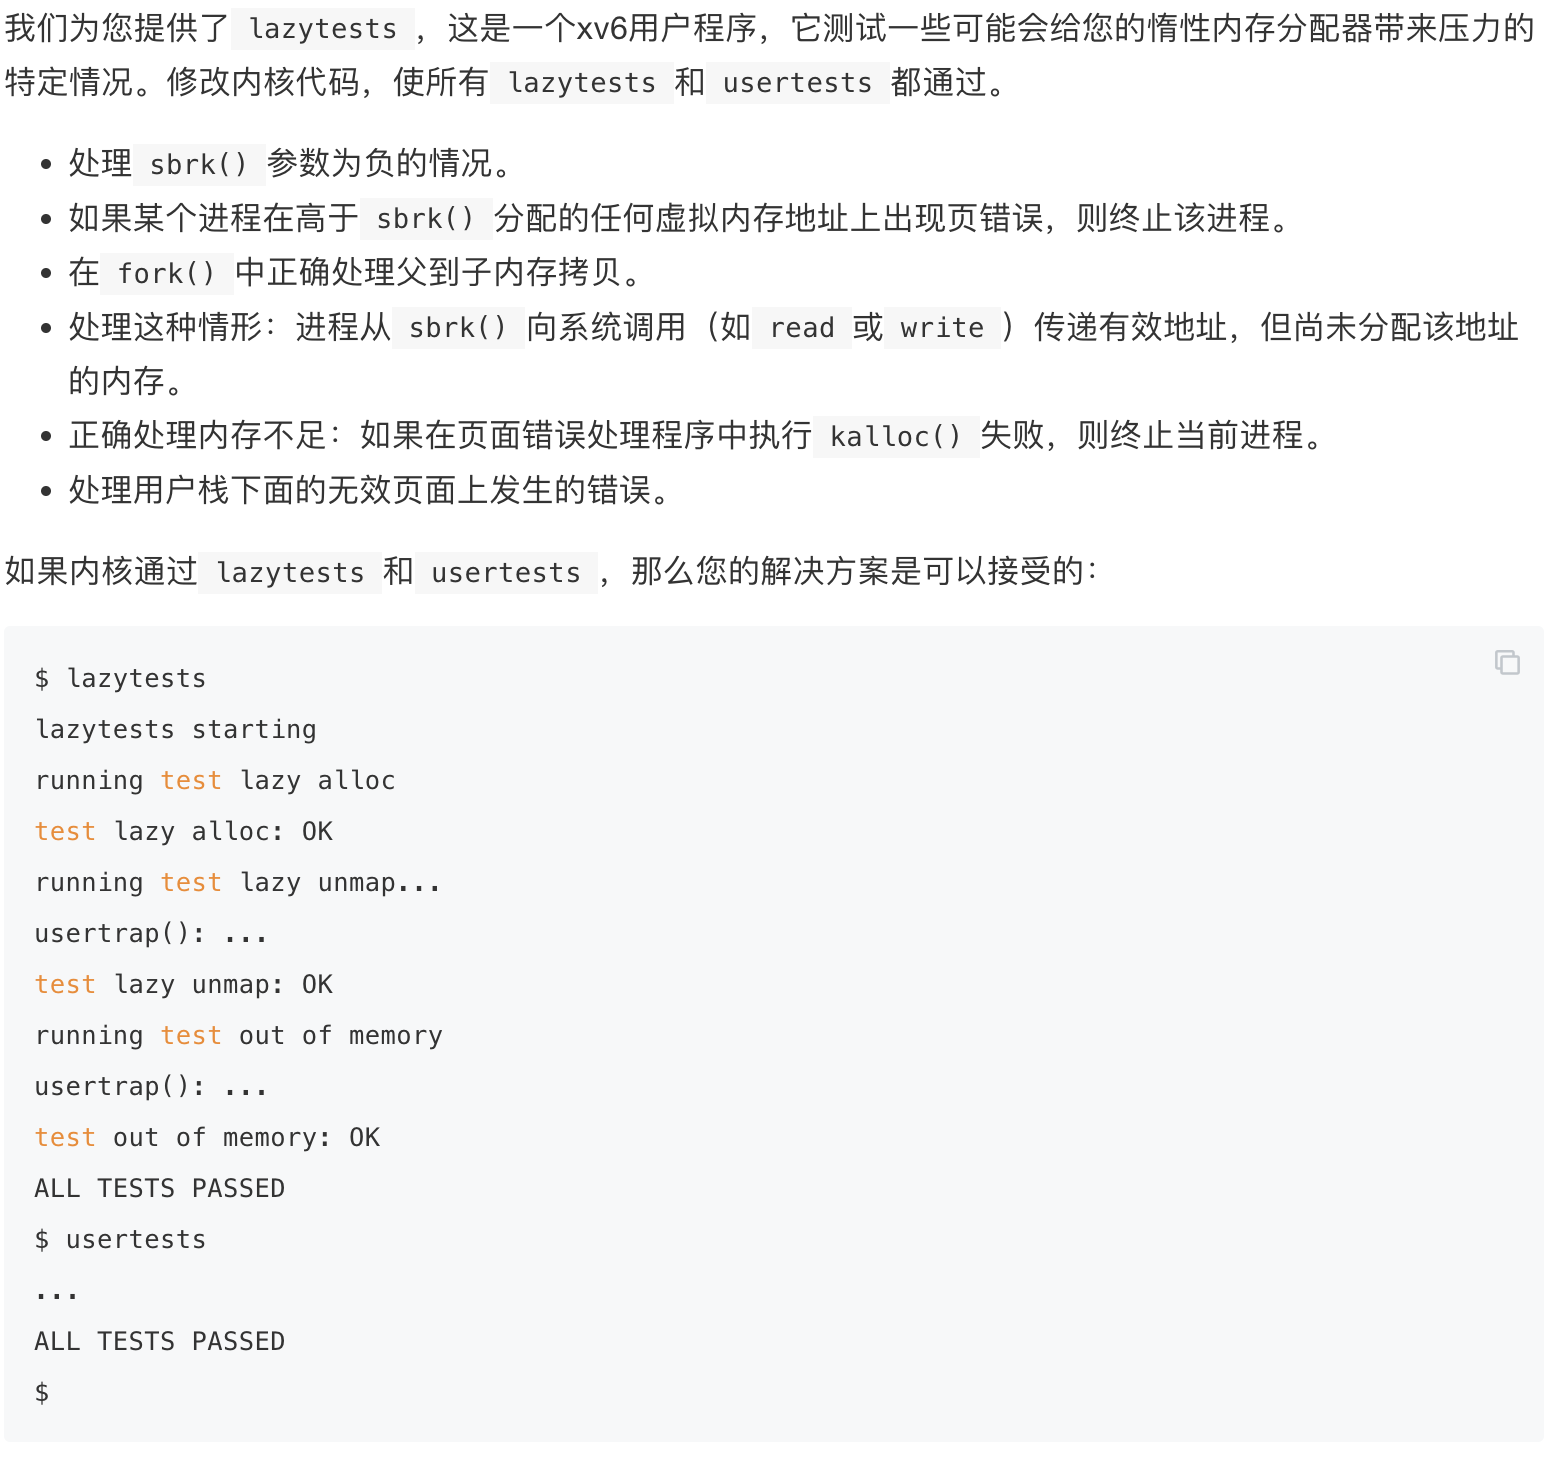 我们为您提供了 lazytests ，这是一个xv6用户程序，它测试一些可能会给您的惰性内存分配器带来压力的
特定情况。修改内核代码，使所有 lazytests 和 usertests 都通过。
• 处理 sbrk() 参数为负的情况。
• 如果某个进程在高于 sbrk() 分配的任何虚拟内存地址上出现页错误，则终止该进程。
• 在 fork() 中正确处理父到子内存拷贝。
• 处理这种情形：进程从 sbrk() 向系统调用（如 read 或 write ）传递有效地址，但尚未分配该地址
的内存。
• 正确处理内存不足：如果在页面错误处理程序中执行 kalloc() 失败，则终止当前进程。
• 处理用户栈下面的无效页面上发生的错误。
如果内核通过 lazytests 和 usertests ，那么您的解决方案是可以接受的：
$ lazytests
lazytests starting
running test lazy alloc
test lazy alloc: OK
running test lazy unmap...
usertrap(): ...
test lazy unmap: OK
running test out of memory
usertrap(): ...
test out of memory: OK
ALL TESTS PASSED
$ usertests
...
ALL TESTS PASSED
$